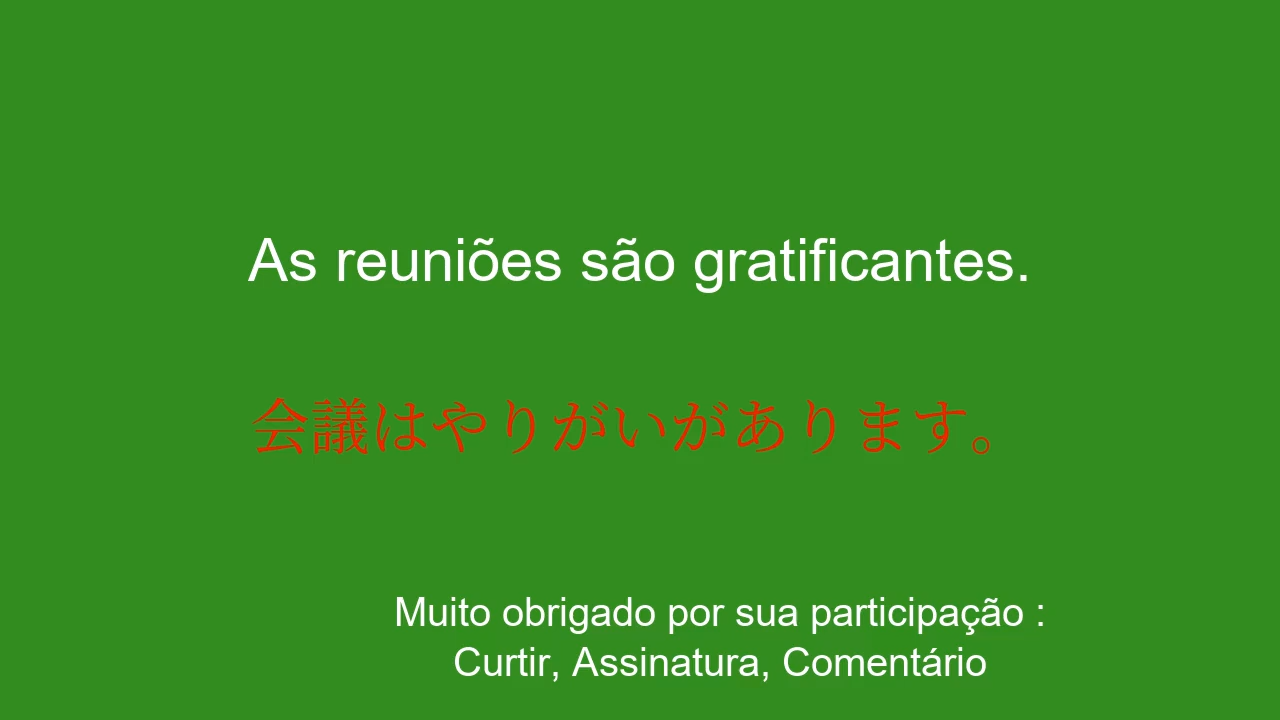 As reuniões são gratificantes.
会議はやりがいがあります。
Muito obrigado por sua participação :
Curtir, Assinatura, Comentário